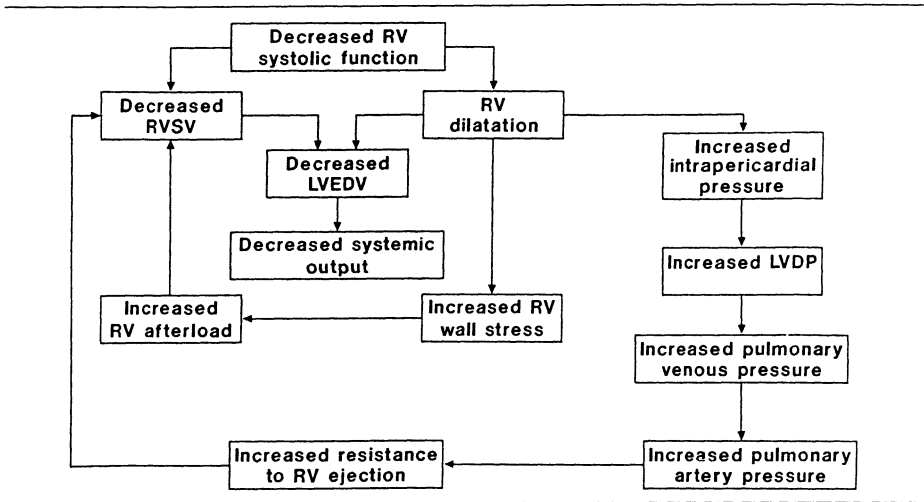 Decreased RV
systolic function
Decreased
RVSV
RV
dilatation
Increased
intrapericardial
pressure
Decreased
LVEDV
Decreased systemic
output
Increased LVDP
Increased
RV afterload
Increased RV
wall stress
Increased pulmonary
venous pressure
Increased resistance
to RV ejection
Increased pulmonary
artery pressure